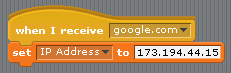 when I receive google.com
set IP Address to 173.194.44.15